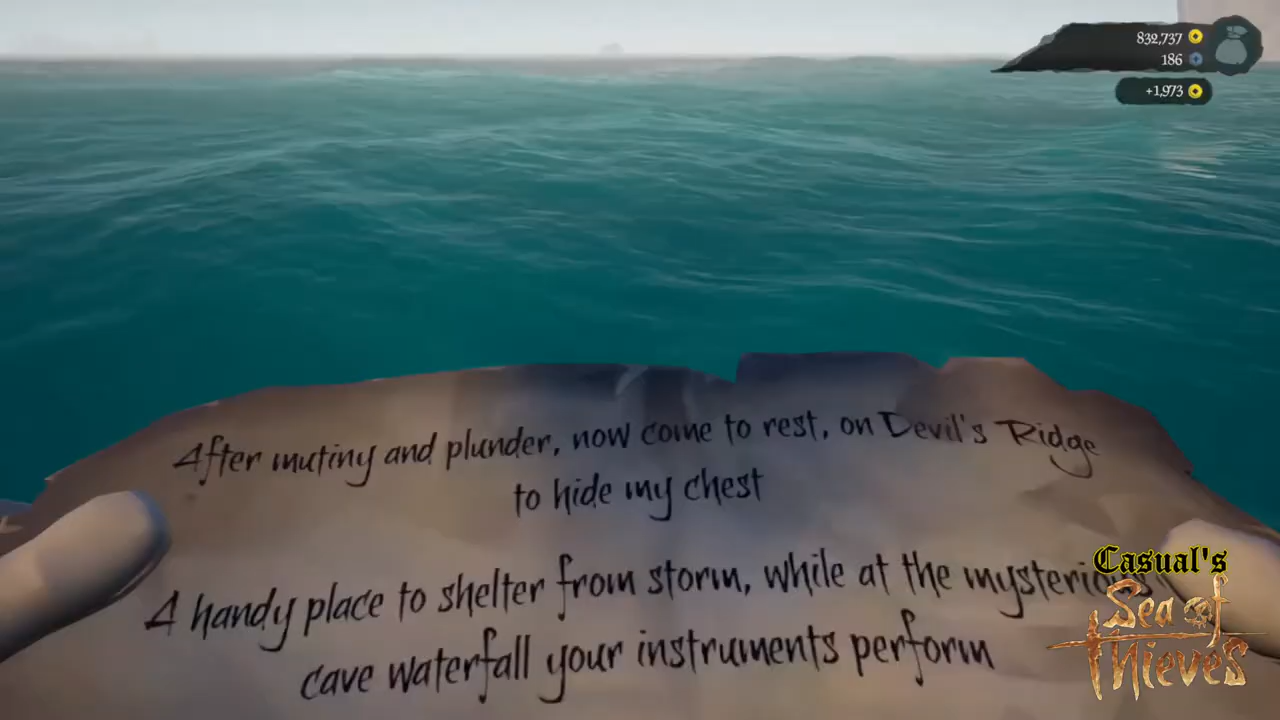 832,737
186
+1,973
After mutiny and plunder, now come to rest, on Devil's Ridge
to hide my chest
A handy place to shelter from storm, while at the mysterious
cave waterfall your instruments perform
Casual's
Sea of
Thieves